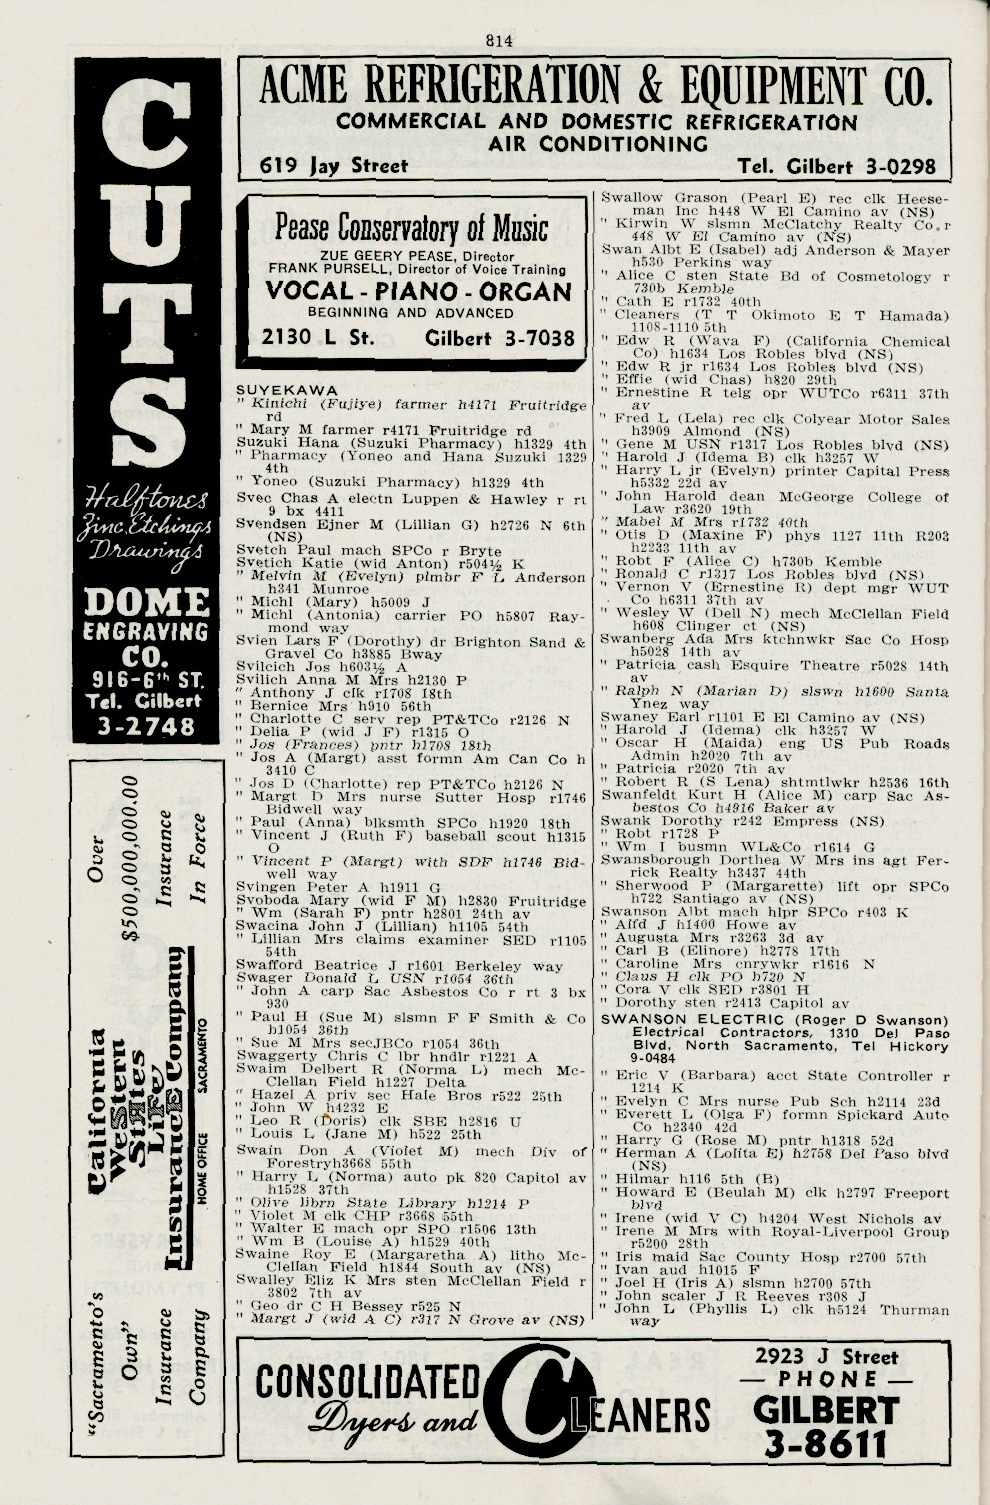 814
CUTS
Halftones
Zinc Etchings
Drawings
DOME
ENGRAVING
CO.
916-6th ST.
Tel. Gilbert
3-2748
"Sacramento's
Own"
Insurance
Company
California
Western
States
Life
Insurance Company
HOME OFFICE SACRAMENTO
Over
$500,000,000.00
Insurance
In Force
ACME REFRIGERATION & EQUIPMENT CO.
COMMERCIAL AND DOMESTIC REFRIGERATION
AIR CONDITIONING
619 Jay Street Tel. Gilbert 3-0298
Pease Conservatory of Music
ZUE GEERY PEASE, Director
FRANK PURSELL, Director of Voice Training
VOCAL - PIANO - ORGAN
BEGINNING AND ADVANCED
2130 L St. Gilbert 3-7038
SUYEKAWA
" Kinichi (Fujiye) farmer h4171 Fruitridge
rd
" Mary M farmer r4171 Fruitridge rd
Suzuki Hana (Suzuki Pharmacy) h1329 4th
" Pharmacy (Yoneo and Hana Suzuki 1329
4th
" Yoneo (Suzuki Pharmacy) h1329 4th
Svec Chas A electn Luppen & Hawley r rt
9 bx 4411
Svendsen Ejner M (Lillian G) h2726 N 6th
(NS)
Svetch Paul mach SPCo r Bryte
Svetich Katie (wid Anton) r504½ K
" Melvin M (Evelyn) plmbr F L Anderson
h341 Munroe
" Michl (Mary) h5009 J
" Michl (Antonia) carrier PO h5807 Ray-
mond way
Svien Lars F (Dorothy) dr Brighton Sand &
Gravel Co h3885 Bway
Svilcich Jos h603½ A
Svilich Anna M Mrs h2130 P
" Anthony J clk r1708 18th
" Bernice Mrs h910 56th
" Charlotte C serv rep PT&TCo r2126 N
" Delia P (wid J F) r1315 O
" Jos (Frances) pntr h1708 18th
" Jos A (Margt) asst formn Am Can Co h
3410 C
" Jos D (Charlotte) rep PT&TCo h2126 N
" Margt D Mrs nurse Sutter Hosp r1746
Bidwell way
" Paul (Anna) blksmth SPCo h1920 18th
" Vincent J (Ruth F) baseball scout h1315
O
" Vincent P (Margt) with SDF h1746 Bid-
well way
Svingen Peter A h1911 G
Svoboda Mary (wid F M) h2830 Fruitridge
" Wm (Sarah F) pntr h2801 24th av
Swacina John J (Lillian) h1105 54th
" Lillian Mrs claims examiner SED r1105
54th
Swafford Beatrice J r1601 Berkeley way
Swager Donald L USN r1054 36th
" John A carp Sac Asbestos Co r rt 3 bx
930
" Paul H (Sue M) slsmn F F Smith & Co
h1054 36th
" Sue M Mrs sec JBCo r1054 36th
Swaggerty Chris C lbr hndlr r1221 A
Swaim Delbert R (Norma L) mech Mc-
Clellan Field h1227 Delta
" Hazel A priv sec Hale Bros r522 25th
" John W h4232 E
" Leo R (Doris) clk SBE h2816 U
" Louis L (Jane M) h522 25th
Swain Don A (Violet M) mech Div of
Forestryh3668 55th
" Harry L (Norma) auto pk 820 Capitol av
h1528 37th
" Olive librn State Library h1214 P
" Violet M clk CHP r3668 55th
" Walter E mach opr SPO r1506 13th
" Wm B (Louise A) h1529 40th
Swaine Roy E (Margaretha A) litho Mc-
Clellan Field h1844 South av (NS)
Swalley Eliz K Mrs sten McClellan Field r
3802 7th av
" Geo dr C H Bessey r525 N
" Margt J (wid A C) r317 N Grove av (NS)
Swallow Grason (Pearl E) rec clk Heese-
man Inc h448 W El Camino av (NS)
" Kirwin W slsmn McClatchy Realty Co. r
448 W El Camino av (NS)
Swan Albt E (Isabel) adj Anderson & Mayer
h530 Perkins way
" Alice C sten State Bd of Cosmetology r
730b Kemble
" Cath E r1732 40th
" Cleaners (T T Okimoto E T Hamada)
1108-1110 5th
" Edw R (Wava F) (California Chemical
Co) h1634 Los Robles blvd (NS)
" Edw R jr r1634 Los Robles blvd (NS)
" Effie (wid Chas) h820 29th
" Ernestine R telg opr WUTCo r6311 37th
av
" Fred L (Lela) rec clk Colyear Motor Sales
h3909 Almond (NS)
" Gene M USN r1317 Los Robles blvd (NS)
" Harold J (Idema B) clk h3257 W
" Harry L jr (Evelyn) printer Capital Press
h5332 22d av
" John Harold dean McGeorge College of
Law r3620 19th
" Mabel M Mrs r1732 40th
" Otis D (Maxine F) phys 1127 11th R203
h2233 11th av
" Robt F (Alice C) h730b Kemble
" Ronald C r1317 Los Robles blvd (NS)
" Vernon V (Ernestine R) dept mgr WUT
Co h6311 37th av
" Wesley W (Dell N) mech McClellan Field
h608 Clinger ct (NS)
Swanberg Ada Mrs ktchnwkr Sac Co Hosp
h5028 14th av
" Patricia cash Esquire Theatre r5028 14th
av
" Ralph N (Marian D) slswn h1600 Santa
Ynez way
Swaney Earl r1101 E El Camino av (NS)
" Harold J (Idema) clk h3257 W
" Oscar H (Maida) eng US Pub Roads
Admin h2020 7th av
" Patricia r2020 7th av
" Robert R (S Lena) shtmtlwkr h2536 16th
Swanfeldt Kurt H (Alice M) carp Sac As-
bestos Co h4916 Baker av
Swank Dorothy r242 Empress (NS)
" Robt r1728 P
" Wm I busmn WL&Co r1614 G
Swansborough Dorthea W Mrs ins agt Fer-
rick Realty h3437 44th
" Sherwood P (Margarette) lift opr SPCo
h722 Santiago av (NS)
Swanson Albt mach hlpr SPCo r403 K
" Alfd J h1400 Howe av
" Augusta Mrs r3263 3d av
" Carl B (Elinore) h2778 17th
" Caroline Mrs cnrywkr r1616 N
" Claus H clk PO h720 N
" Cora V clk SED r3801 H
" Dorothy sten r2413 Capitol av
SWANSON ELECTRIC (Roger D Swanson)
Electrical Contractors, 1310 Del Paso
Blvd, North Sacramento, Tel Hickory
9-0484
" Eric V (Barbara) acct State Controller r
1214 K
" Evelyn C Mrs nurse Pub Sch h2114 23d
" Everett L (Olga F) formn Spickard Auto
Co h2340 42d
" Harry G (Rose M) pntr h1318 52d
" Herman A (Lolita E) h2758 Del Paso blvd
(NS)
" Hilmar h116 5th (B)
" Howard E (Beulah M) clk h2797 Freeport
blvd
" Irene (wid V C) h4204 West Nichols av
" Irene M Mrs with Royal-Liverpool Group
r5200 28th
" Iris maid Sac County Hosp r2700 57th
" Ivan aud h1015 F
" Joel H (Iris A) slsmn h2700 57th
" John scaler J R Reeves r308 J
" John L (Phyllis L) clk h5124 Thurman
way
CONSOLIDATED
Dyers and CLEANERS
2923 J Street
— PHONE —
GILBERT
3-8611